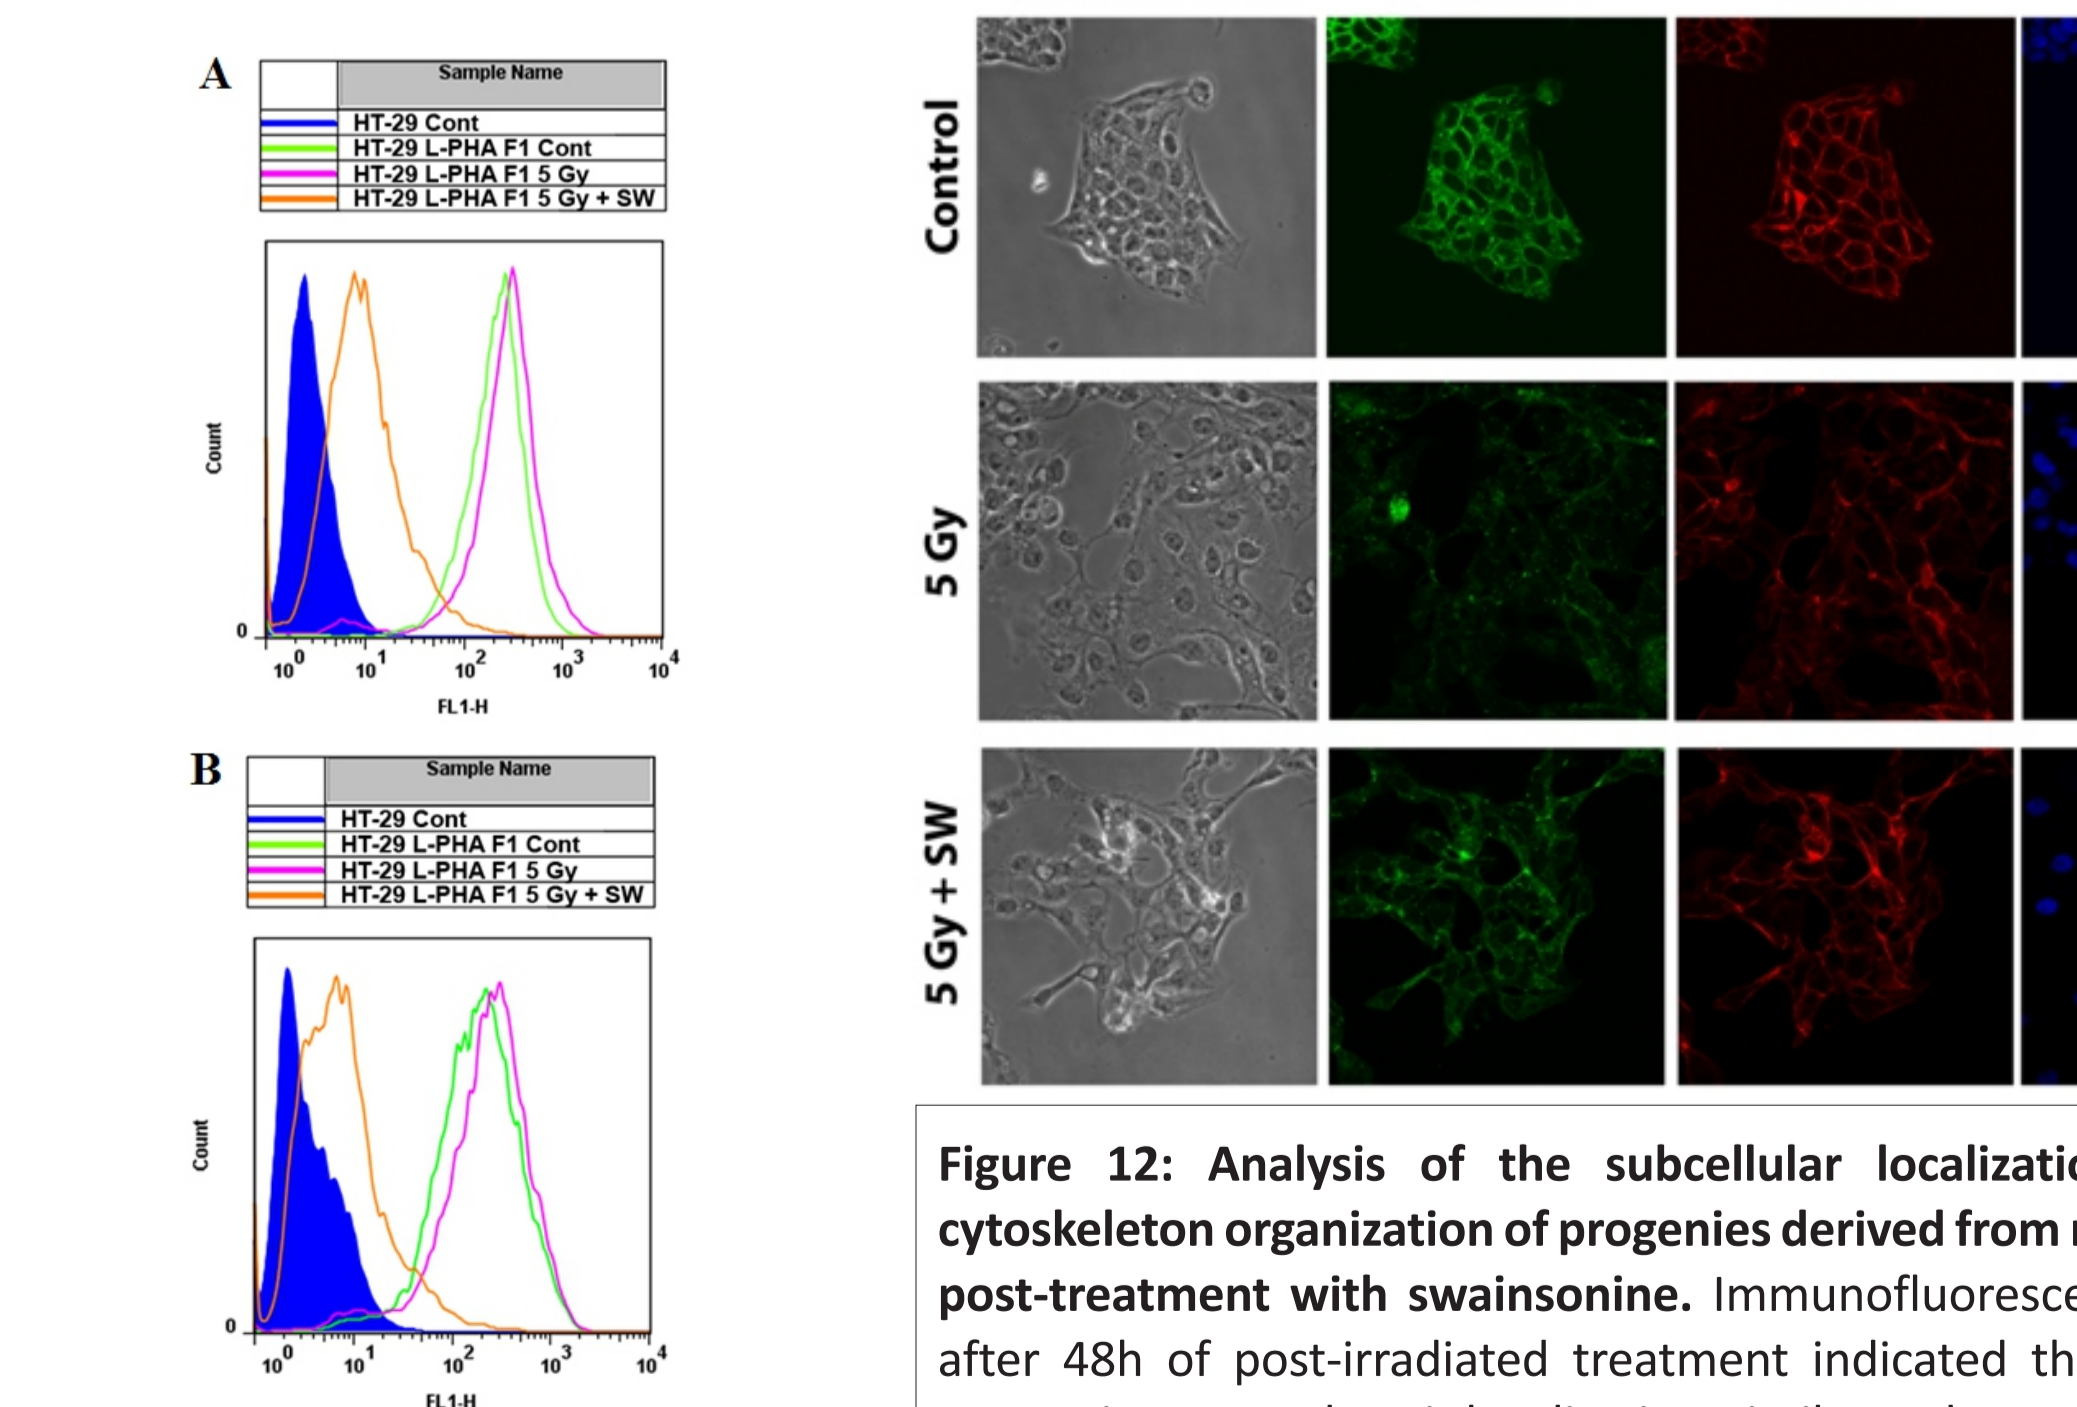 A
Sample Name
HT-29 Cont
HT-29 L-PHA F1 Cont
HT-29 L-PHA F1 5 Gy
HT-29 L-PHA F1 5 Gy + SW
Count
0
10^0 10^1 10^2 10^3 10^4
FL1-H
B
Sample Name
HT-29 Cont
HT-29 L-PHA F1 Cont
HT-29 L-PHA F1 5 Gy
HT-29 L-PHA F1 5 Gy + SW
Count
0
10^0 10^1 10^2 10^3 10^4
FL1-H
Control
5 Gy
5 Gy + SW
Figure 12: Analysis of the subcellular localizatio
cytoskeleton organization of progenies derived from
post-treatment with swainsonine. Immunofluoresce
after 48h of post-irradiated treatment indicated th